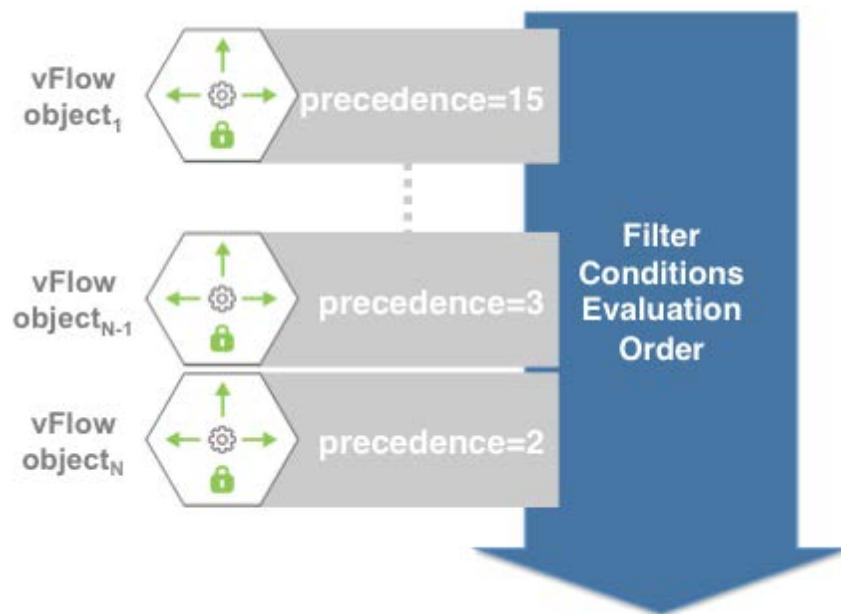 vFlow
object1
precedence=15
vFlow
objectN-1
precedence=3
vFlow
objectN
precedence=2
Filter
Conditions
Evaluation
Order